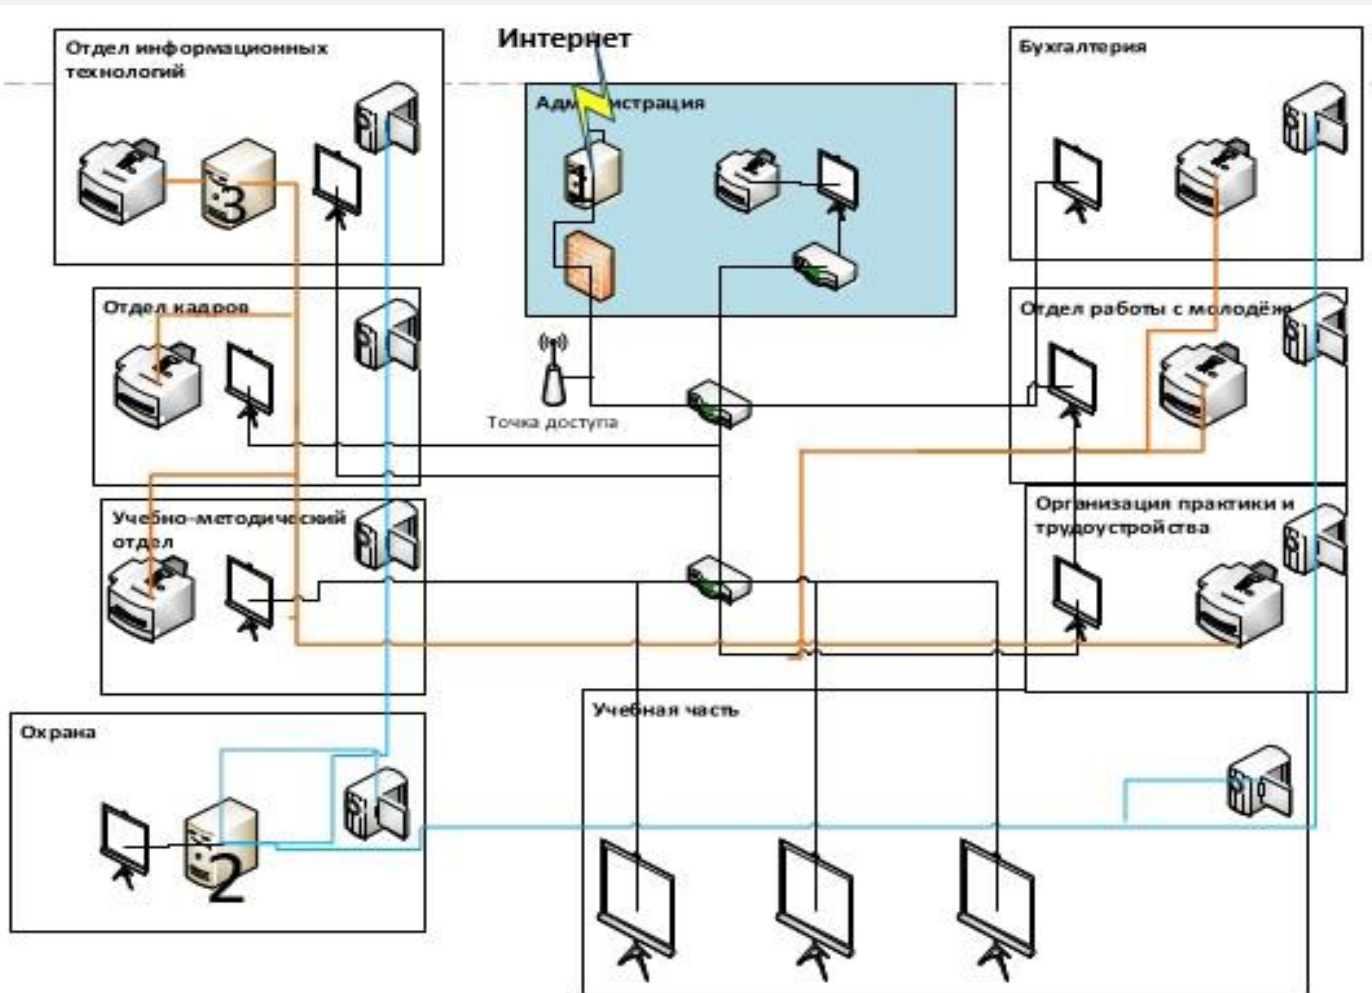 Интернет
Отдел информационных
технологий
Администрация
Бухгалтерия
1
3
Отдел кадров
Отдел работы с молодёж
Точка доступа
Учебно-методический
отдел
Организация практики и
трудоустройства
Охрана
Учебная часть
2